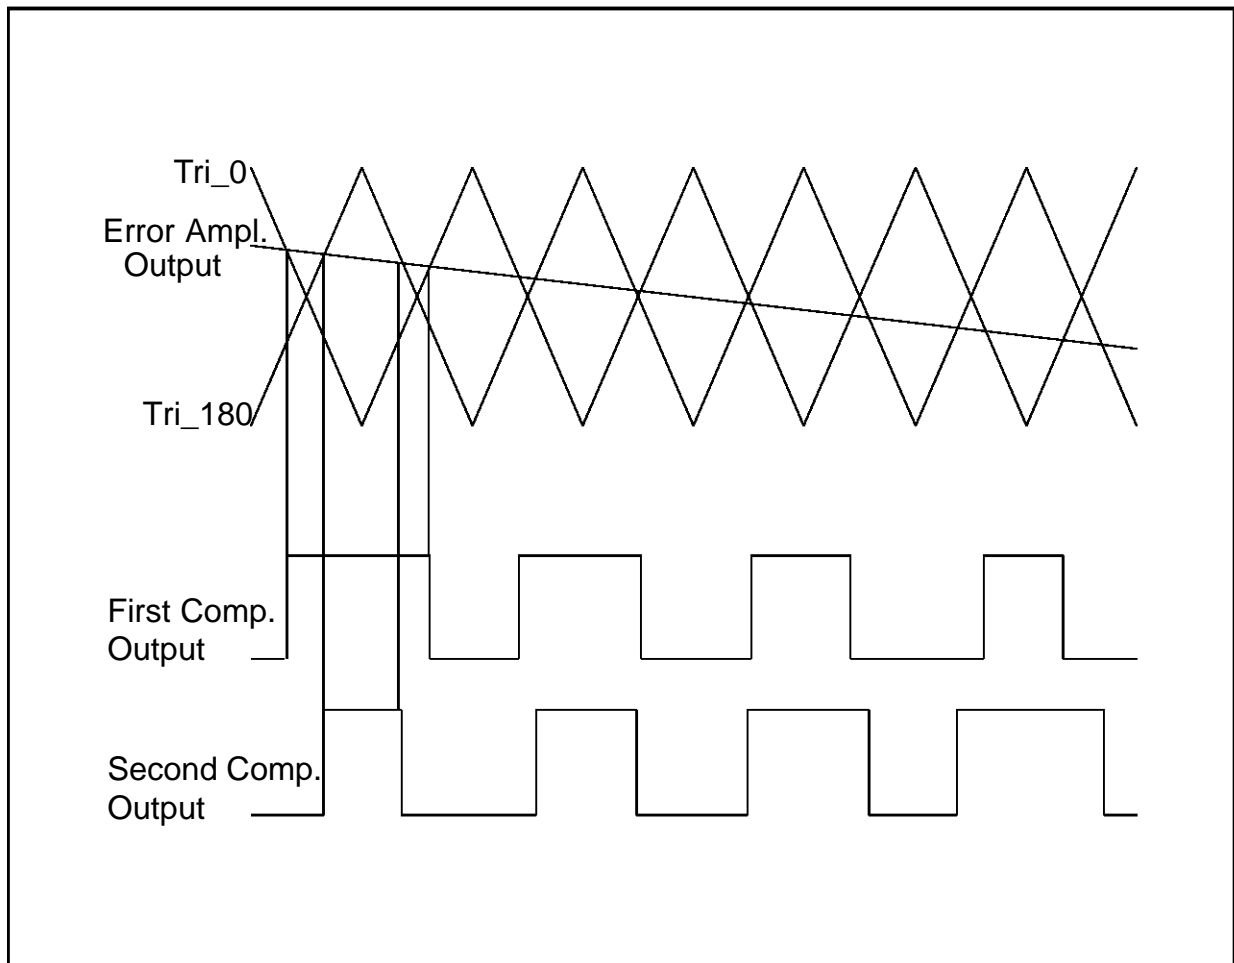 Tri_0
Error Ampl.
Output
Tri_180
First Comp.
Output
Second Comp.
Output